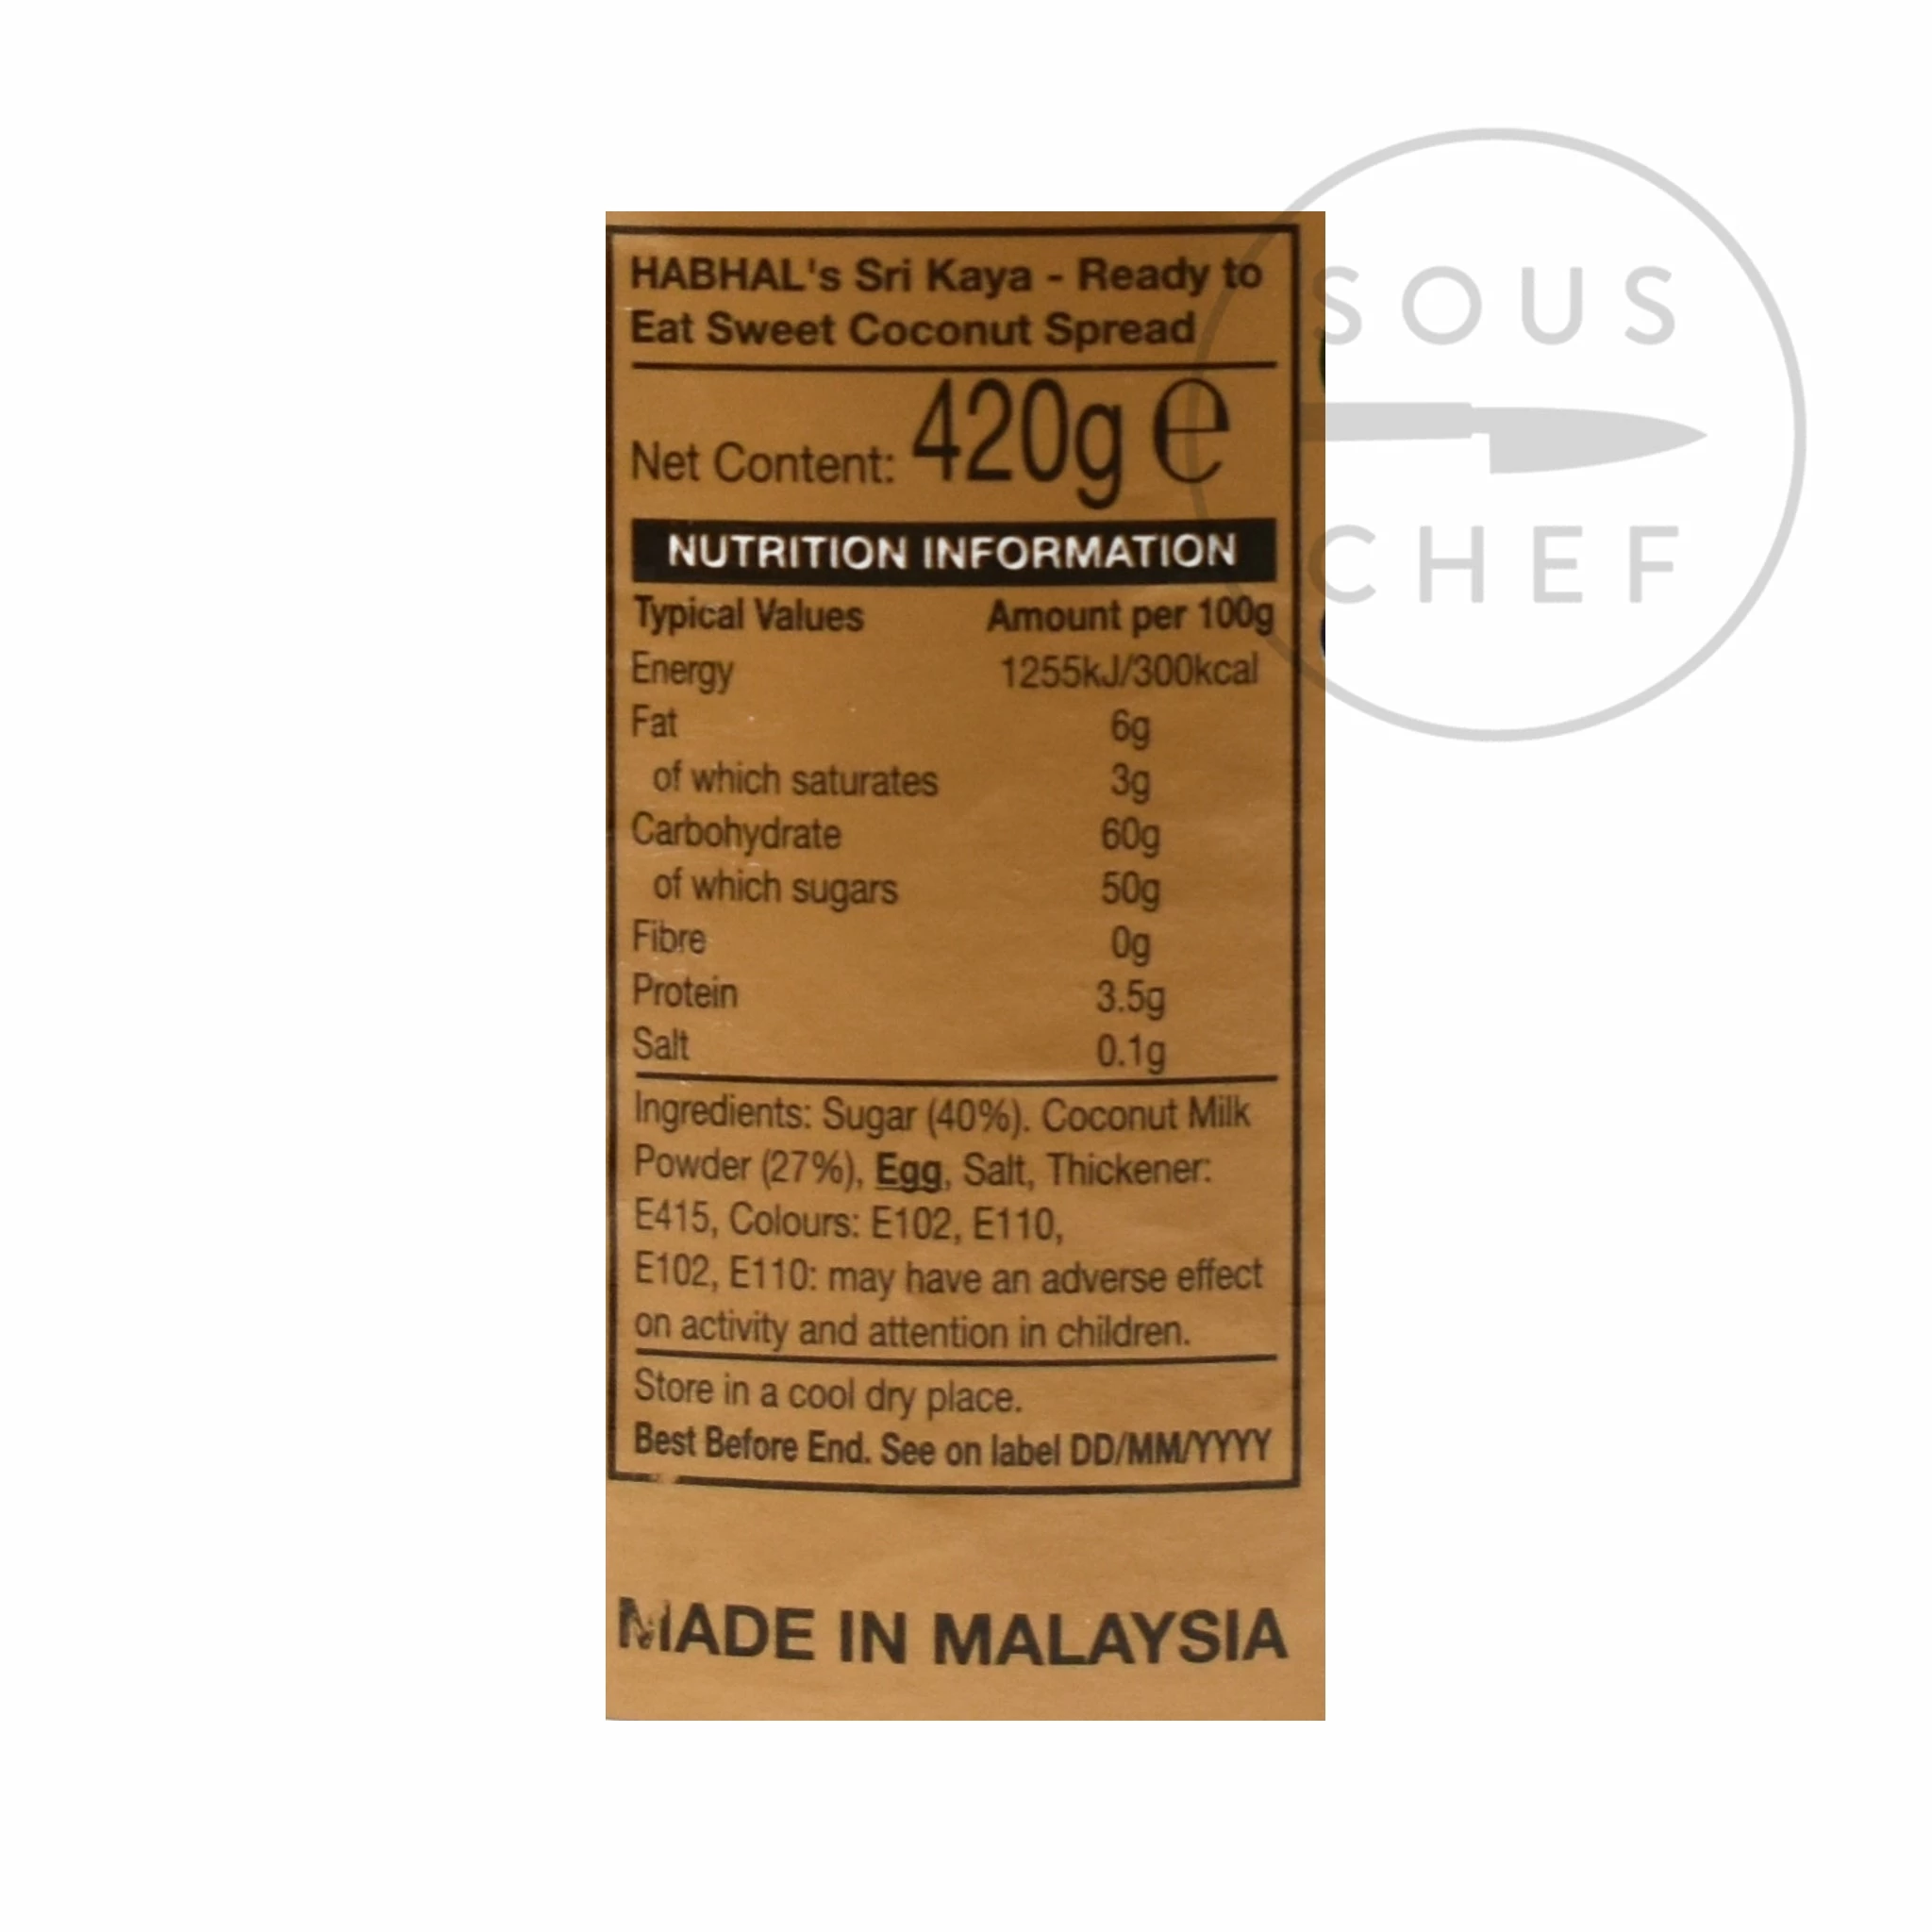 HABHAL's Sri Kaya - Ready to
Eat Sweet Coconut Spread
Net Content: 420g e
NUTRITION INFORMATION
Typical Values Amount per 100g
Energy 1255kJ/300kcal
Fat 6g
of which saturates 3g
Carbohydrate 60g
of which sugars 50g
Fibre 0g
Protein 3.5g
Salt 0.1g
Ingredients: Sugar (40%). Coconut Milk
Powder (27%), Egg, Salt, Thickener:
E415, Colours: E102, E110,
E102, E110: may have an adverse effect
on activity and attention in children.
Store in a cool dry place.
Best Before End. See on label DD/MM/YYYY
MADE IN MALAYSIA
SOUS
CHEF